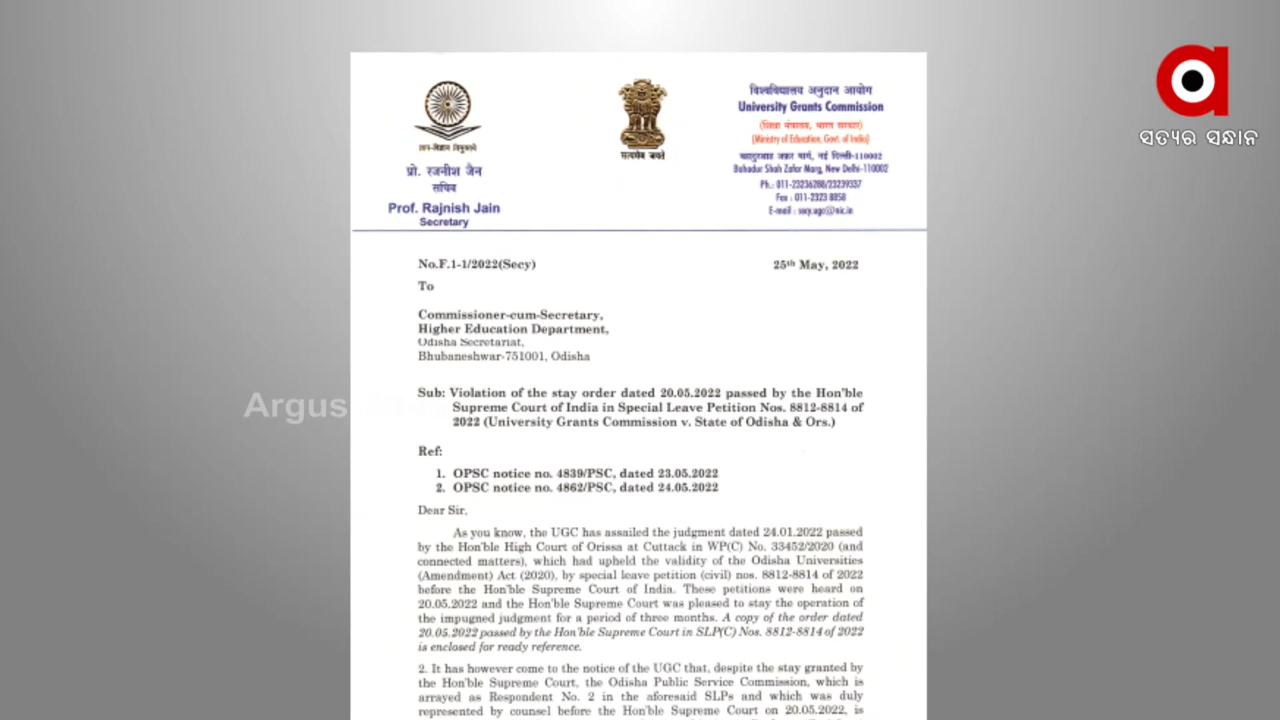 ସତ୍ୟର ସନ୍ଧାନ
ज्ञान-विज्ञान विमुक्तये
प्रो. रजनीश जैन
सचिव
Prof. Rajnish Jain
Secretary
सत्यमेव जयते
विश्वविद्यालय अनुदान आयोग
University Grants Commission
(शिक्षा मंत्रालय, भारत सरकार)
(Ministry of Education, Govt. of India)
बहादुरशाह ज़फ़र मार्ग, नई दिल्ली-110002
Bahadur Shah Zafar Marg, New Delhi-110002
Ph.: 011-23236288/23239337
Fax : 011-2323 8858
E-mail : secy.ugc@nic.in
No.F.1-1/2022(Secy)
25th May, 2022
To
Commissioner-cum-Secretary,
Higher Education Department,
Odisha Secretariat,
Bhubaneshwar-751001, Odisha
Argus
Sub: Violation of the stay order dated 20.05.2022 passed by the Hon'ble
Supreme Court of India in Special Leave Petition Nos. 8812-8814 of
2022 (University Grants Commission v. State of Odisha & Ors.)
Ref:
1. OPSC notice no. 4839/PSC, dated 23.05.2022
2. OPSC notice no. 4862/PSC, dated 24.05.2022
Dear Sir,
As you know, the UGC has assailed the judgment dated 24.01.2022 passed
by the Hon'ble High Court of Orissa at Cuttack in WP(C) No. 33452/2020 (and
connected matters), which had upheld the validity of the Odisha Universities
(Amendment) Act (2020), by special leave petition (civil) nos. 8812-8814 of 2022
before the Hon'ble Supreme Court of India. These petitions were heard on
20.05.2022 and the Hon'ble Supreme Court was pleased to stay the operation of
the impugned judgment for a period of three months. A copy of the order dated
20.05.2022 passed by the Hon'ble Supreme Court in SLP(C) Nos. 8812-8814 of 2022
is enclosed for ready reference.
2. It has however come to the notice of the UGC that, despite the stay granted by
the Hon'ble Supreme Court, the Odisha Public Service Commission, which is
arrayed as Respondent No. 2 in the aforesaid SLPs and which was duly
represented by counsel before the Hon'ble Supreme Court on 20.05.2022, is